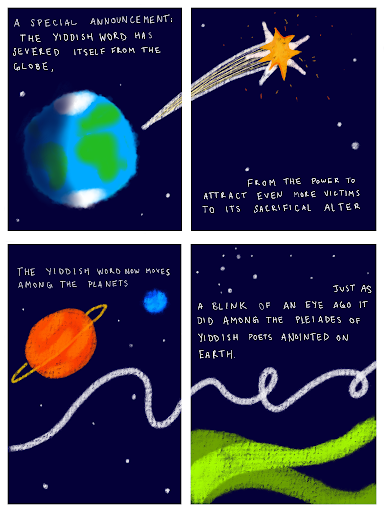 A SPECIAL ANNOUNCEMENT:
THE YIDDISH WORD HAS
SEVERED ITSELF FROM THE
GLOBE,
FROM THE POWER TO
ATTRACT EVEN MORE VICTIMS
TO ITS SACRIFICAL ALTER
THE YIDDISH WORD NOW MOVES
AMONG THE PLANETS
JUST AS
A BLINK OF AN EYE AGO IT
DID AMONG THE PLEIADES OF
YIDDISH POETS ANOINTED ON
EARTH.